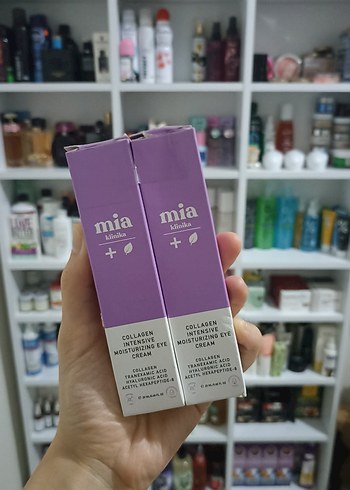 mia
klinika
COLLAGEN
INTENSIVE
MOISTURIZING EYE
CREAM
COLLAGEN
TRANEXAMIC ACID
HYALURONIC ACID
ACETYL HEXAPEPTIDE-8
mia
klinika
COLLAGEN
INTENSIVE
MOISTURIZING EYE
CREAM
COLLAGEN
TRANEXAMIC ACID
HYALURONIC ACID
ACETYL HEXAPEPTIDE-8